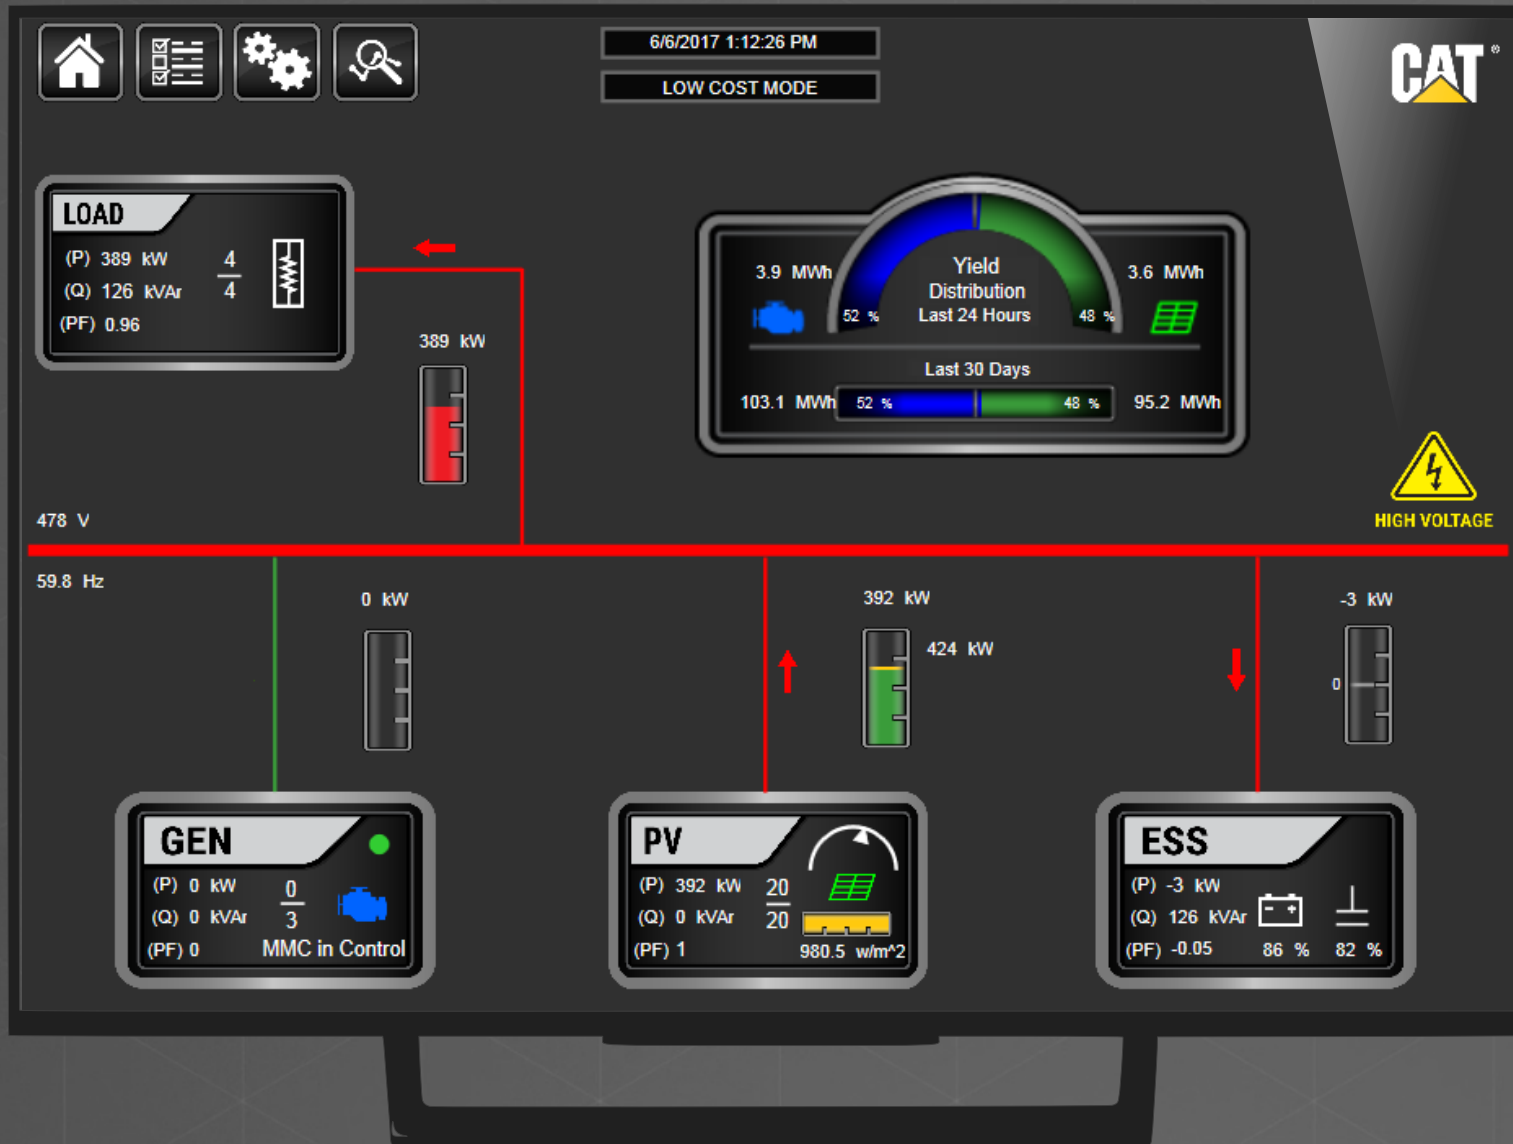 6/6/2017 1:12:26 PM
LOW COST MODE
CAT ®
LOAD
(P) 389 kW
(Q) 126 kVAr
(PF) 0.96
4
4
389 kW
3.9 MWh
3.6 MWh
Yield
Distribution
Last 24 Hours
52 %
48 %
Last 30 Days
103.1 MWh
52 %
48 %
95.2 MWh
HIGH VOLTAGE
478 V
59.8 Hz
0 kW
392 kW
424 kW
-3 kW
0
GEN
(P) 0 kW
(Q) 0 kVAr
(PF) 0
0
3
MMC in Control
PV
(P) 392 kW
(Q) 0 kVAr
(PF) 1
20
20
980.5 w/m^2
ESS
(P) -3 kW
(Q) 126 kVAr
(PF) -0.05
86 %
82 %